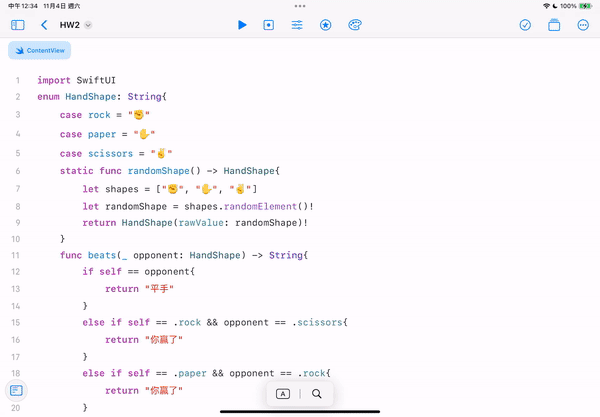 中午12:34 11月4日 週六 100%
HW2
ContentView
1 import SwiftUI
2 enum HandShape: String{
3 case rock = "✊"
4 case paper = "✋"
5 case scissors = "✌️"
6 static func randomShape() -> HandShape{
7 let shapes = ["✊", "✋", "✌️"]
8 let randomShape = shapes.randomElement()!
9 return HandShape(rawValue: randomShape)!
10 }
11 func beats(_ opponent: HandShape) -> String{
12 if self == opponent{
13 return "平手"
14 }
15 else if self == .rock && opponent == .scissors{
16 return "你贏了"
17 }
18 else if self == .paper && opponent == .rock{
return "你贏了"
20 }
A